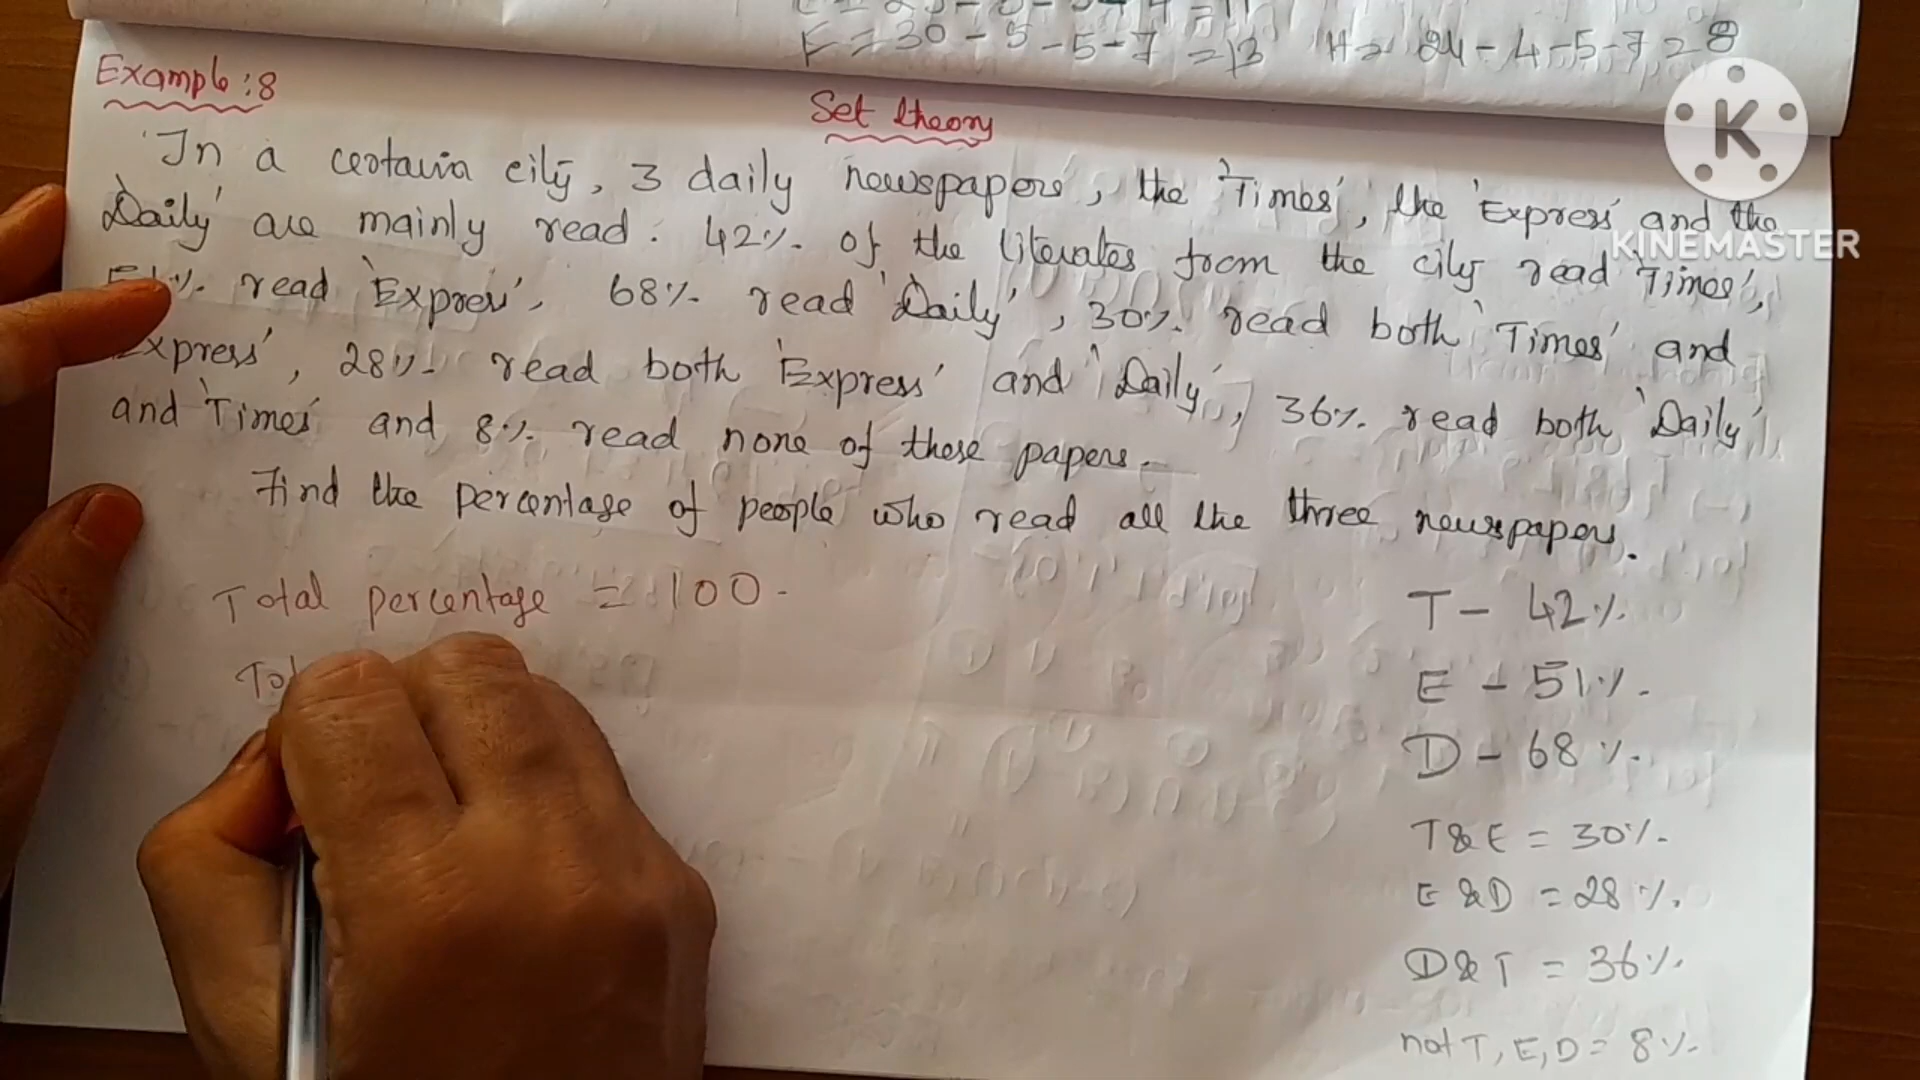 F = 30 - 5 - 5 - 7 = 13 H = 24 - 4 - 5 - 7 = 8
Example : 8
Set theory
In a certain city, 3 daily newspapers, the 'Times', the 'Express' and the
'Daily' are mainly read. 42% of the literates from the city read 'Times',
read 'Express', 68% read 'Daily', 30% read both 'Times' and
Express', 28% read both 'Express' and 'Daily', 36% read both 'Daily'
and 'Times' and 8% read none of these papers.
Find the percentage of people who read all the three newspapers.
Total percentage = 100.
T - 42%
E - 51%.
D - 68%.
T & E = 30%.
E & D = 28%.
D & T = 36%.
not T, E, D = 8%.
K
KINEMASTER